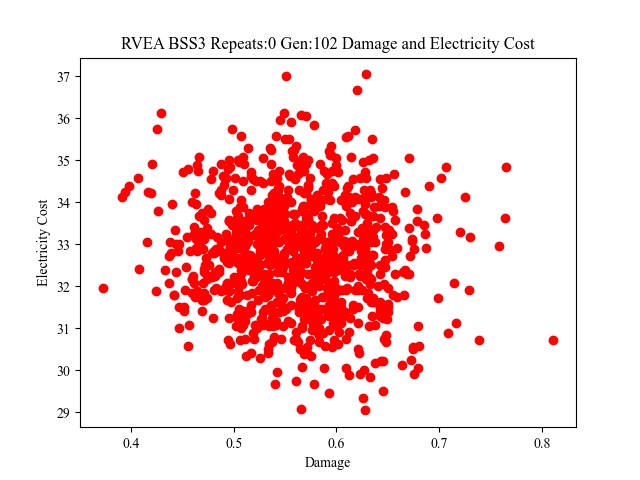 RVEA BSS3 Repeats:0 Gen:102 Damage and Electricity Cost
37
36
35
34
33
32
31
30
29
Electricity Cost
0.4 0.5 0.6 0.7 0.8
Damage